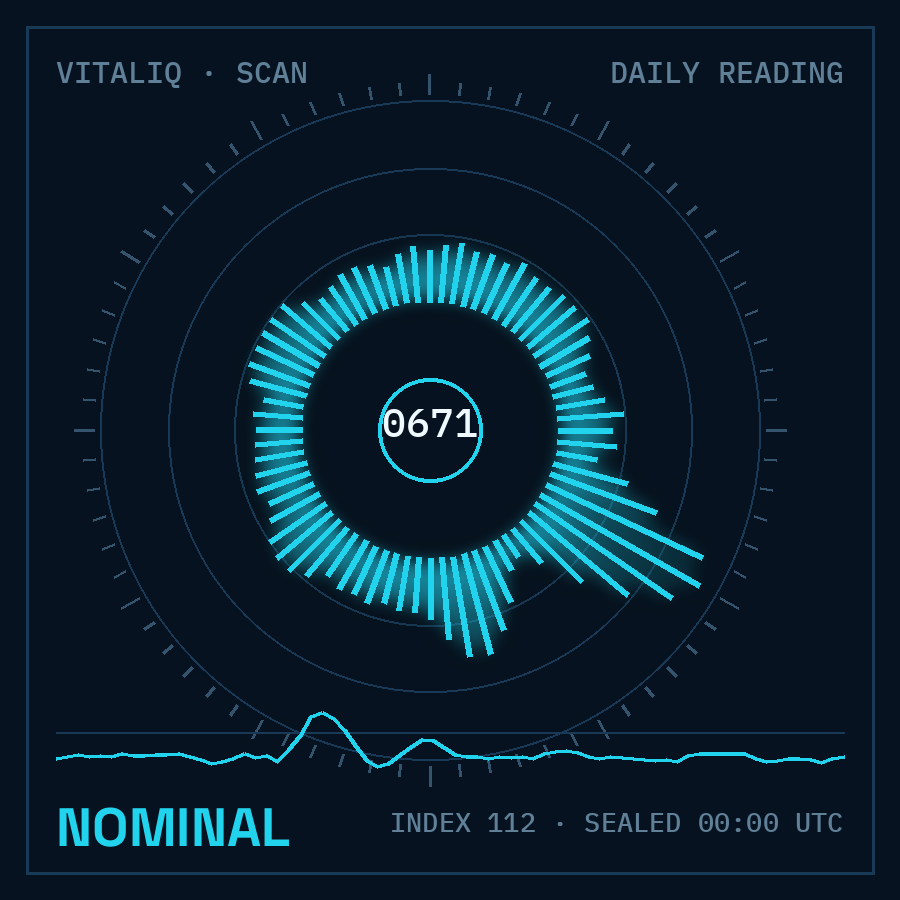 VITALIQ · SCAN
DAILY READING
0671
NOMINAL
INDEX 112 · SEALED 00:00 UTC